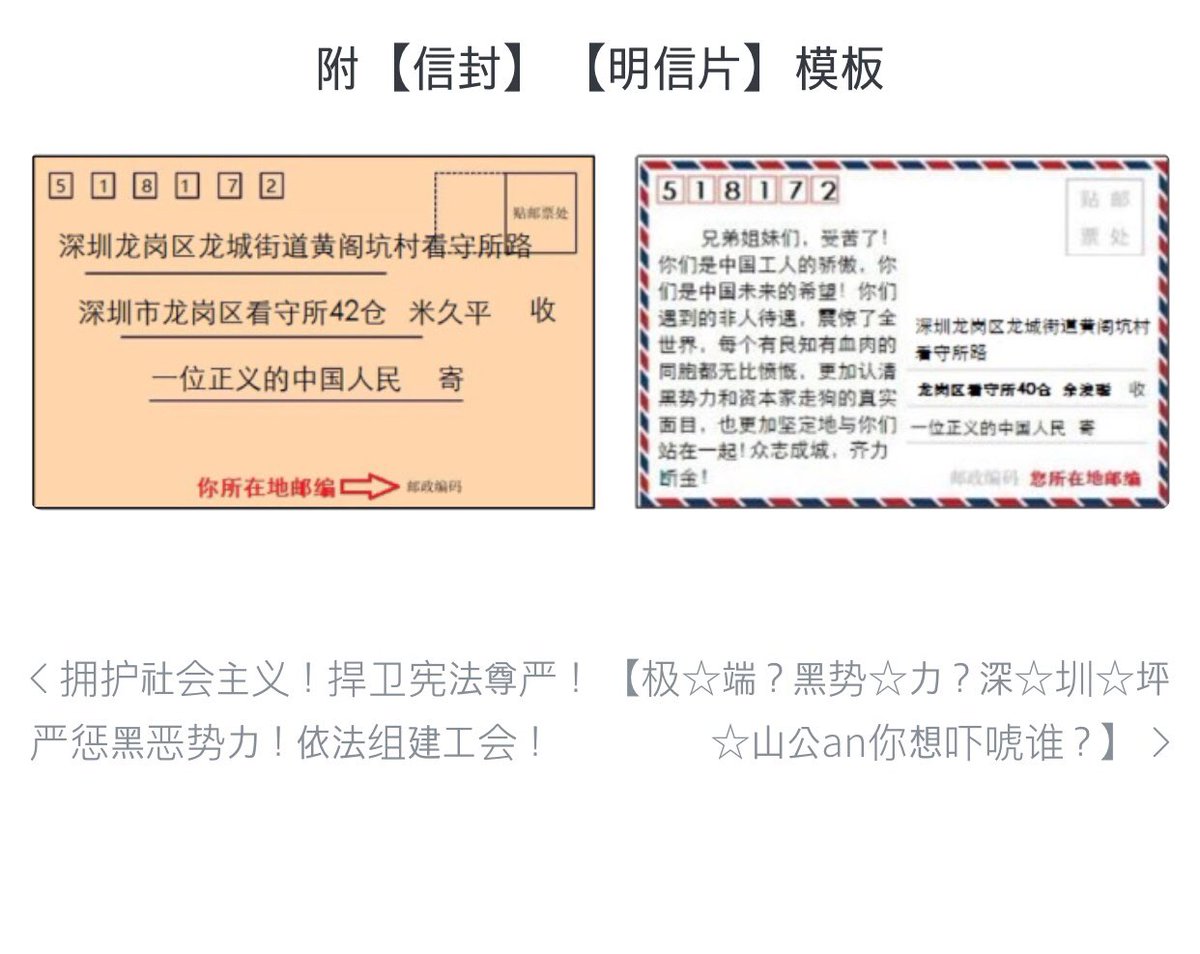 附【信封】【明信片】模板
5 1 8 1 7 2
贴邮票处
深圳龙岗区龙城街道黄阁坑村看守所路
深圳市龙岗区看守所42仓 米久平 收
一位正义的中国人民 寄
你所在地邮编
邮政编码
5 1 8 1 7 2
贴 邮
票 处
兄弟姐妹们，受苦了！
你们是中国工人的骄傲，你
们是中国未来的希望！你们
遇到的非人待遇，震惊了全
世界，每个有良知有血肉的
同胞都无比愤慨，更加认清
黑势力和资本家走狗的真实
面目，也更加坚定地与你们
站在一起！众志成城，齐力
断金！
深圳龙岗区龙城街道黄阁坑村
看守所路
龙岗区看守所40仓 余浚聪 收
一位正义的中国人民 寄
邮政编码 您所在地邮编
< 拥护社会主义！捍卫宪法尊严！
严惩黑恶势力！依法组建工会！
【极☆端？黑势☆力？深☆圳☆坪
☆山公an你想吓唬谁？】 >